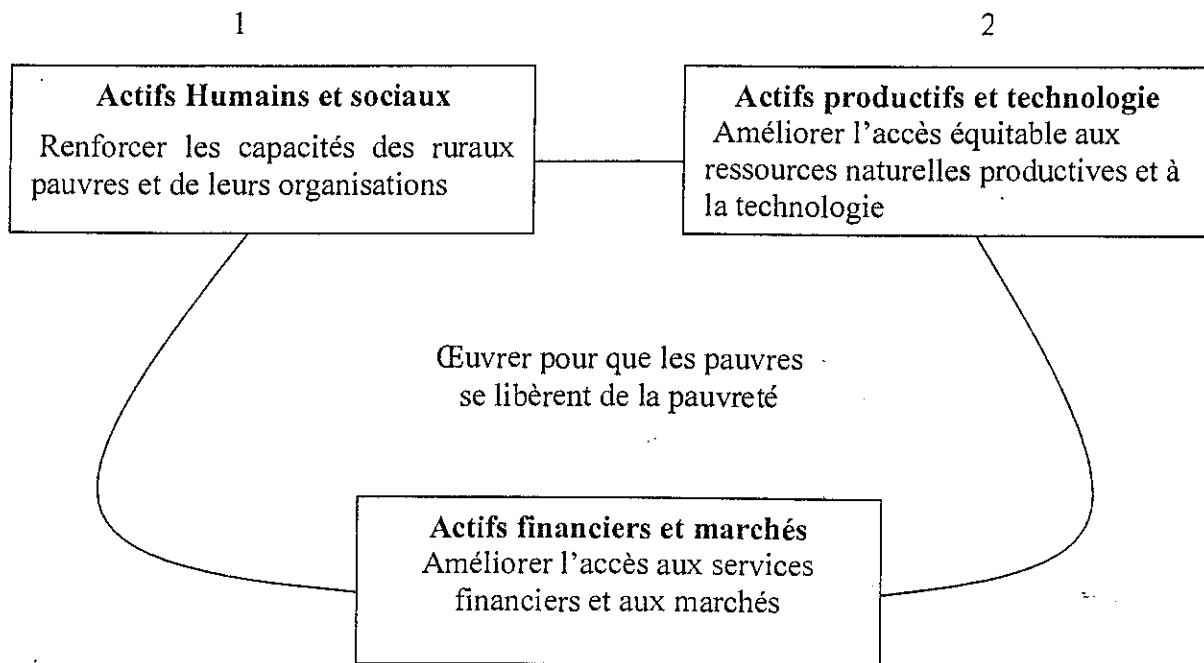 1
2
Actifs Humains et sociaux
Renforcer les capacités des ruraux
pauvres et de leurs organisations
Actifs productifs et technologie
Améliorer l'accès équitable aux
ressources naturelles productives et à
la technologie
Œuvrer pour que les pauvres
se libèrent de la pauvreté
Actifs financiers et marchés
Améliorer l'accès aux services
financiers et aux marchés